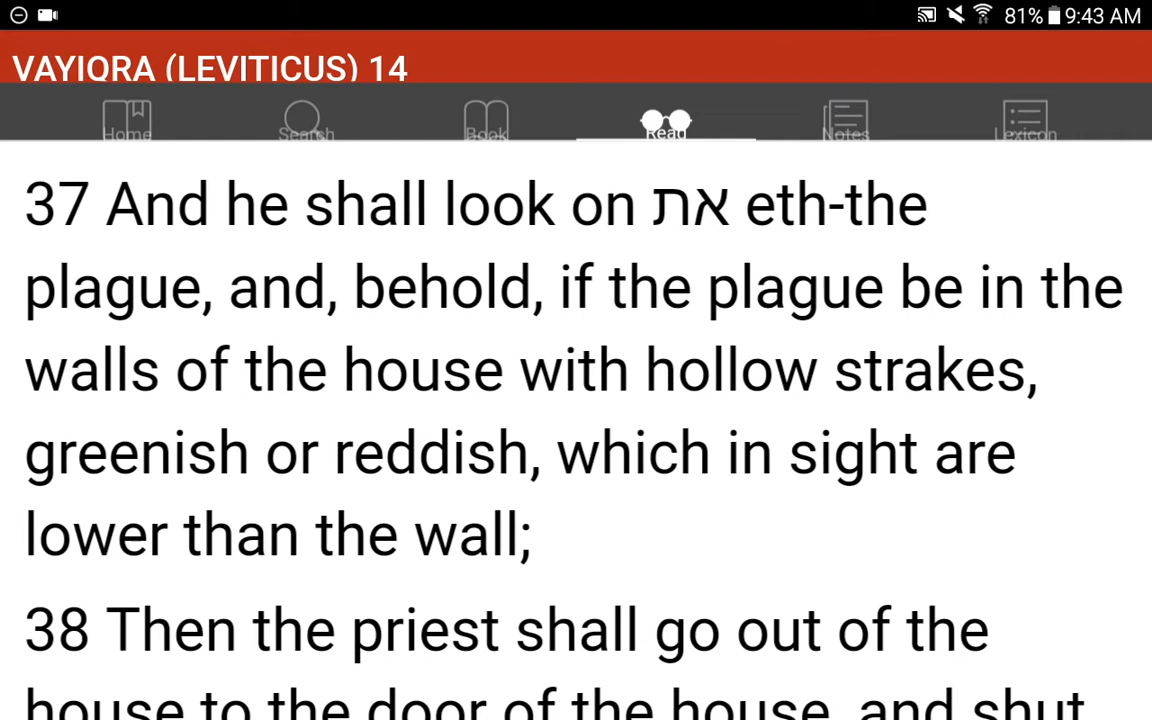 81% 9:43 AM
VAYIQRA (LEVITICUS) 14
Home Search Book Read Notes Lexicon
37 And he shall look on את eth-the
plague, and, behold, if the plague be in the
walls of the house with hollow strakes,
greenish or reddish, which in sight are
lower than the wall;
38 Then the priest shall go out of the
house to the door of the house, and shut